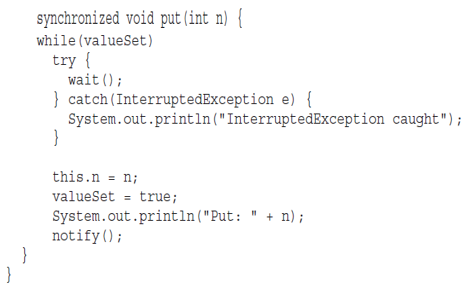 synchronized void put(int n) {
while(valueSet)
try {
wait();
} catch(InterruptedException e) {
System.out.println("InterruptedException caught");
}
this.n = n;
valueSet = true;
System.out.println("Put: " + n);
notify();
}
}